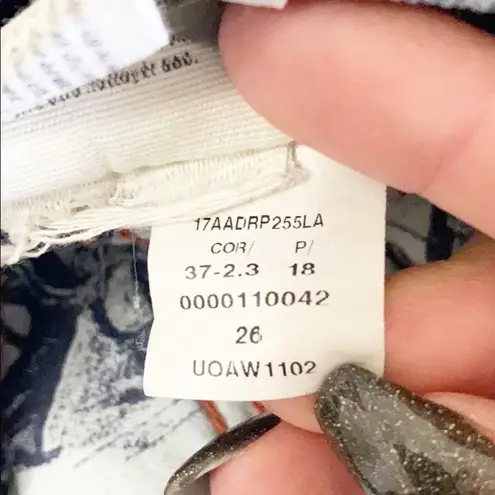 17AADRP255LA
COR/ P/
37-2.3 18
0000110042
26
UOAW1102